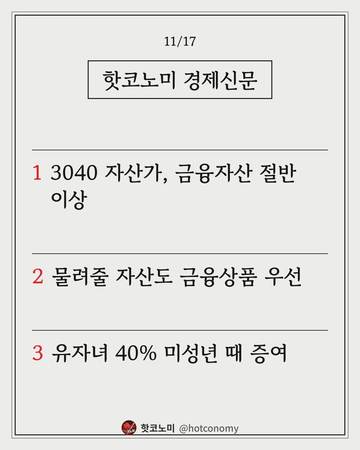 11/17
핫코노미 경제신문
1 3040 자산가, 금융자산 절반
이상
2 물려줄 자산도 금융상품 우선
3 유자녀 40% 미성년 때 증여
핫코노미 @hotconomy